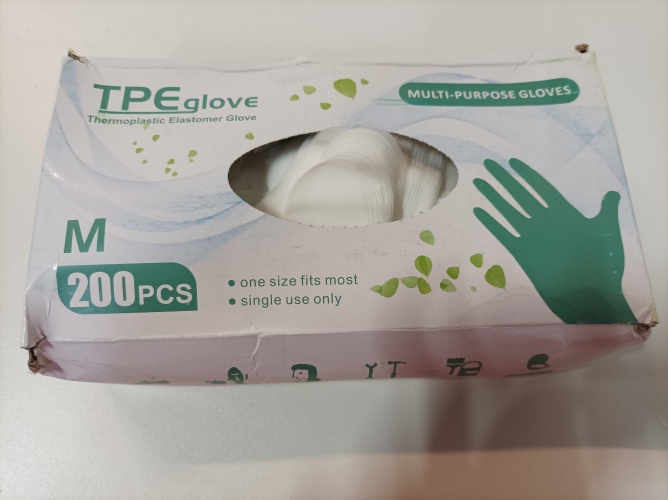 TPEglove
Thermoplastic Elastomer Glove
MULTI-PURPOSE GLOVES
M
200PCS
• one size fits most
• single use only